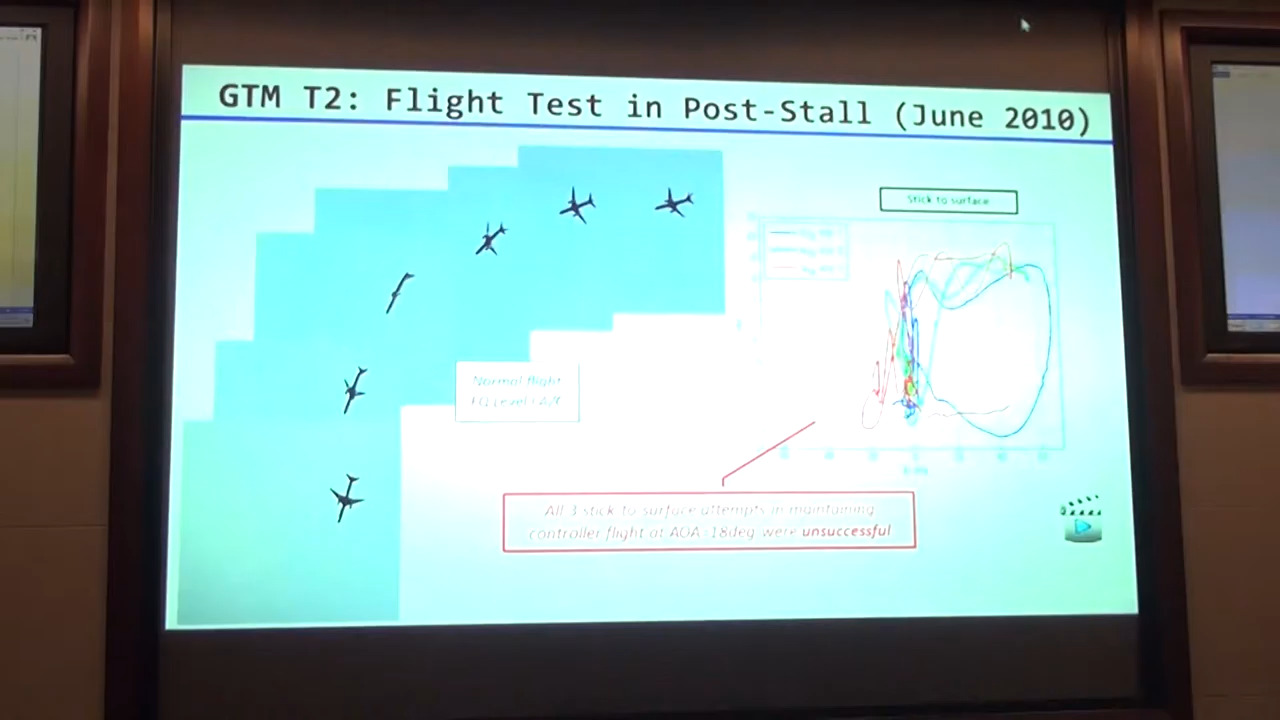 GTM T2: Flight Test in Post-Stall (June 2010)
Stick to surface
Normal flight
All 3 stick to surface attempts in maintaining
controller flight at AOA=18deg were unsuccessful